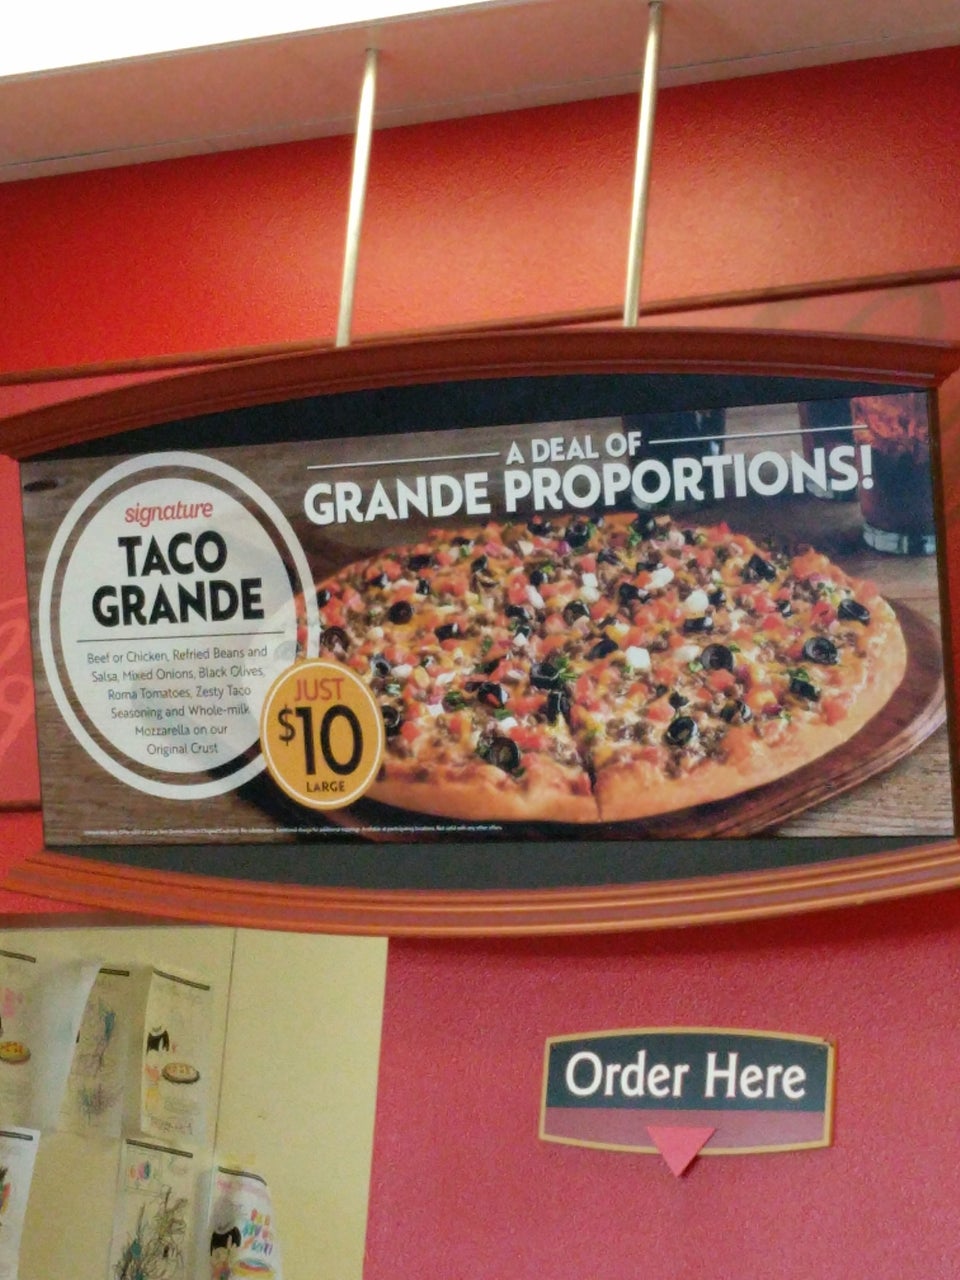 A DEAL OF
GRANDE PROPORTIONS!
signature
TACO
GRANDE
Beef or Chicken, Refried Beans and
Salsa, Mixed Onions, Black Olives,
Roma Tomatoes, Zesty Taco
Seasoning and Whole-milk
Mozzarella on our
Original Crust
JUST
$10
LARGE
Order Here